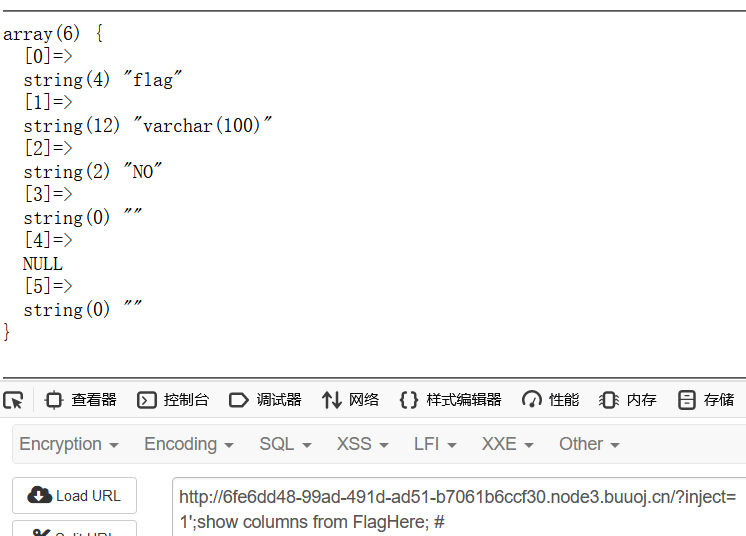 array(6) {
[0]=>
string(4) "flag"
[1]=>
string(12) "varchar(100)"
[2]=>
string(2) "NO"
[3]=>
string(0) ""
[4]=>
NULL
[5]=>
string(0) ""
}
查看器 控制台 调试器 网络 样式编辑器 性能 内存 存储
Encryption Encoding SQL XSS LFI XXE Other
Load URL
http://6fe6dd48-99ad-491d-ad51-b7061b6ccf30.node3.buuoj.cn/?inject=
1';show columns from FlagHere; #
Split URL